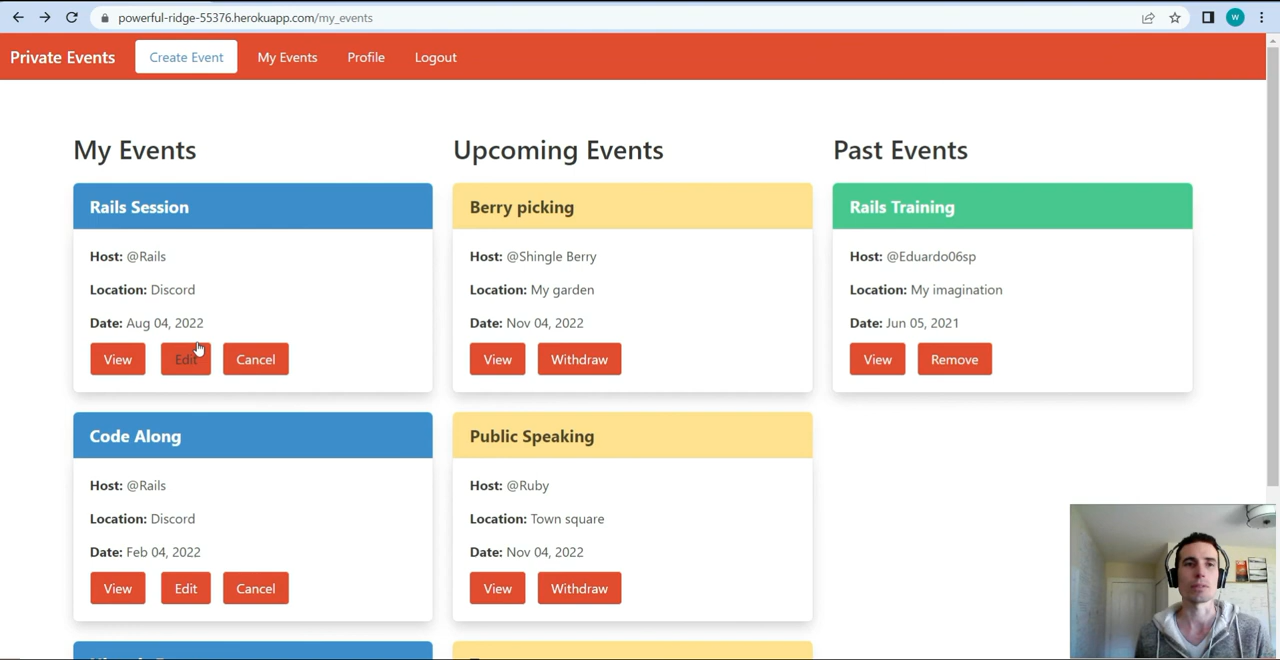 powerful-ridge-55376.herokuapp.com/my_events
W
Private Events
Create Event
My Events
Profile
Logout
My Events
Rails Session
Host: @Rails
Location: Discord
Date: Aug 04, 2022
View
Edit
Cancel
Code Along
Host: @Rails
Location: Discord
Date: Feb 04, 2022
View
Edit
Cancel
Upcoming Events
Berry picking
Host: @Shingle Berry
Location: My garden
Date: Nov 04, 2022
View
Withdraw
Public Speaking
Host: @Ruby
Location: Town square
Date: Nov 04, 2022
View
Withdraw
Past Events
Rails Training
Host: @Eduardo06sp
Location: My imagination
Date: Jun 05, 2021
View
Remove